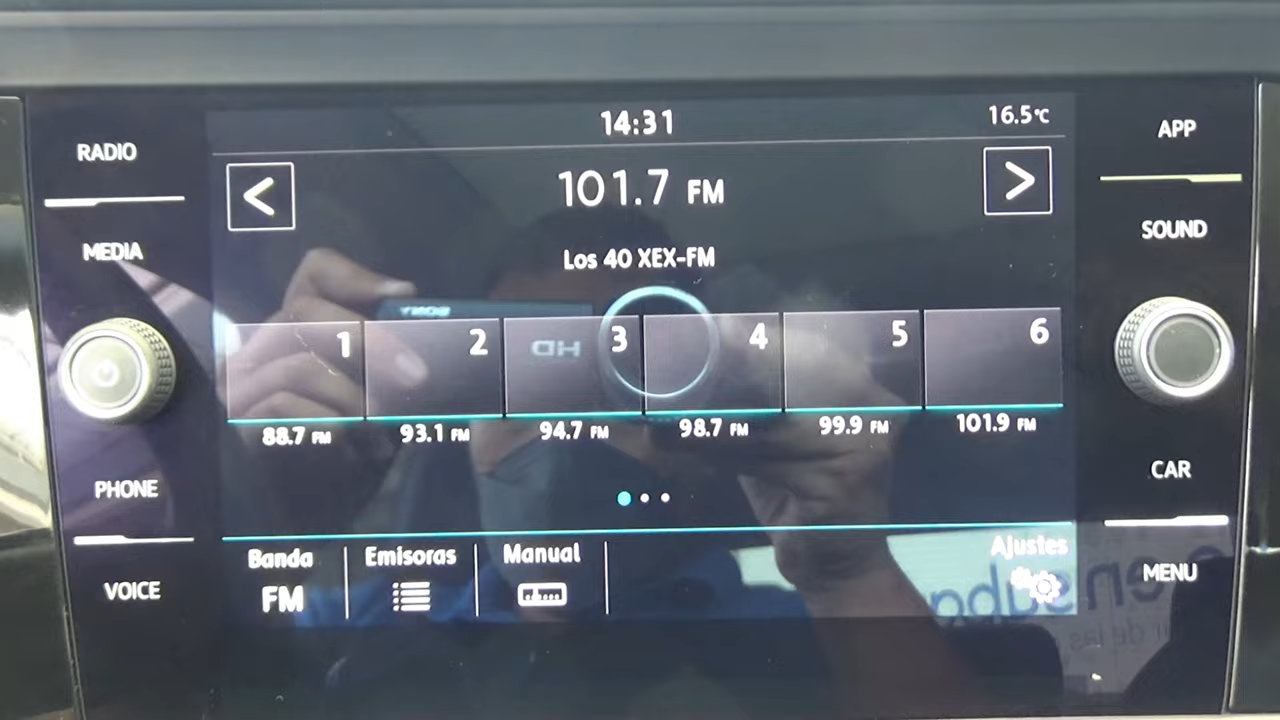 14:31 16.5°C
RADIO
APP
101.7 FM
MEDIA
SOUND
Los 40 XEX-FM
SONY
HD
1 2 3 4 5 6
88.7 FM 93.1 FM 94.7 FM 98.7 FM 99.9 FM 101.9 FM
PHONE
CAR
Banda Emisoras Manual Ajustes
FM
VOICE
MENU